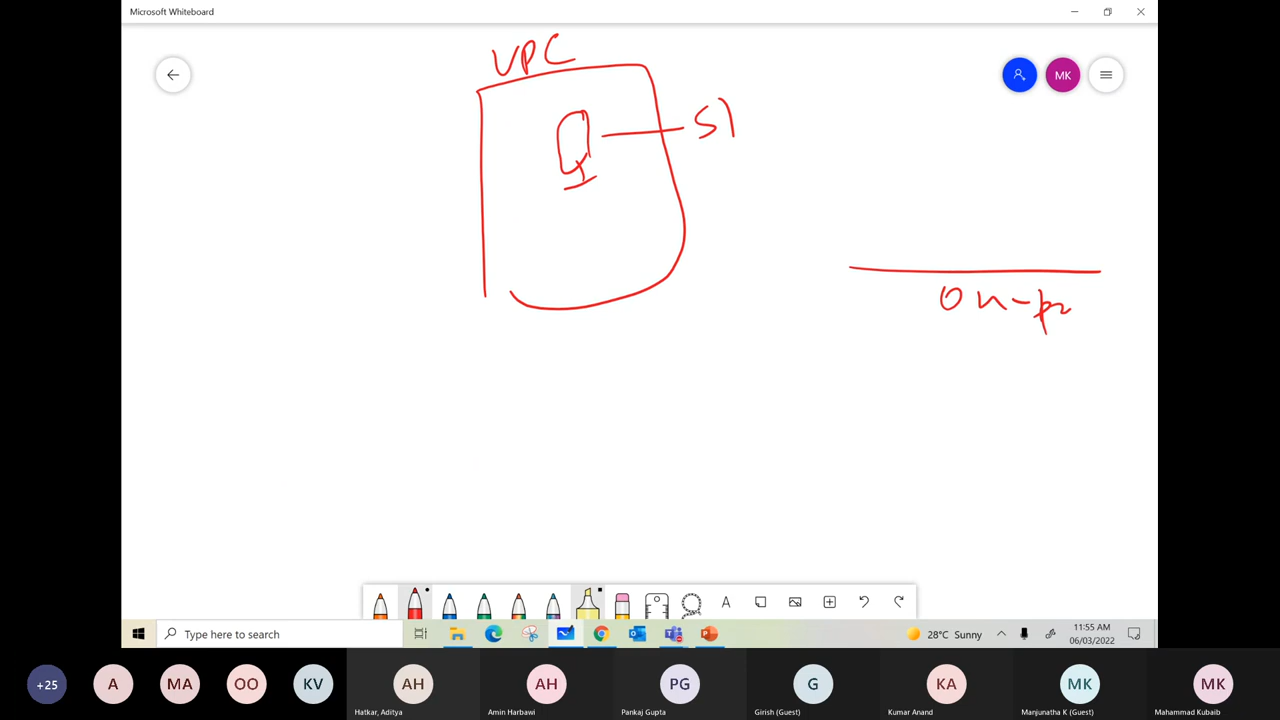 Microsoft Whiteboard
VPC
S1
MK
On-pr
A
Type here to search
28°C Sunny
11:55 AM
06/03/2022
+25
A
MA
OO
KV
AH
Hatkar, Aditya
AH
Amin Harbawi
PG
Pankaj Gupta
G
Girish (Guest)
KA
Kumar Anand
MK
Manjunatha K (Guest)
MK
Mahammad Kubaib